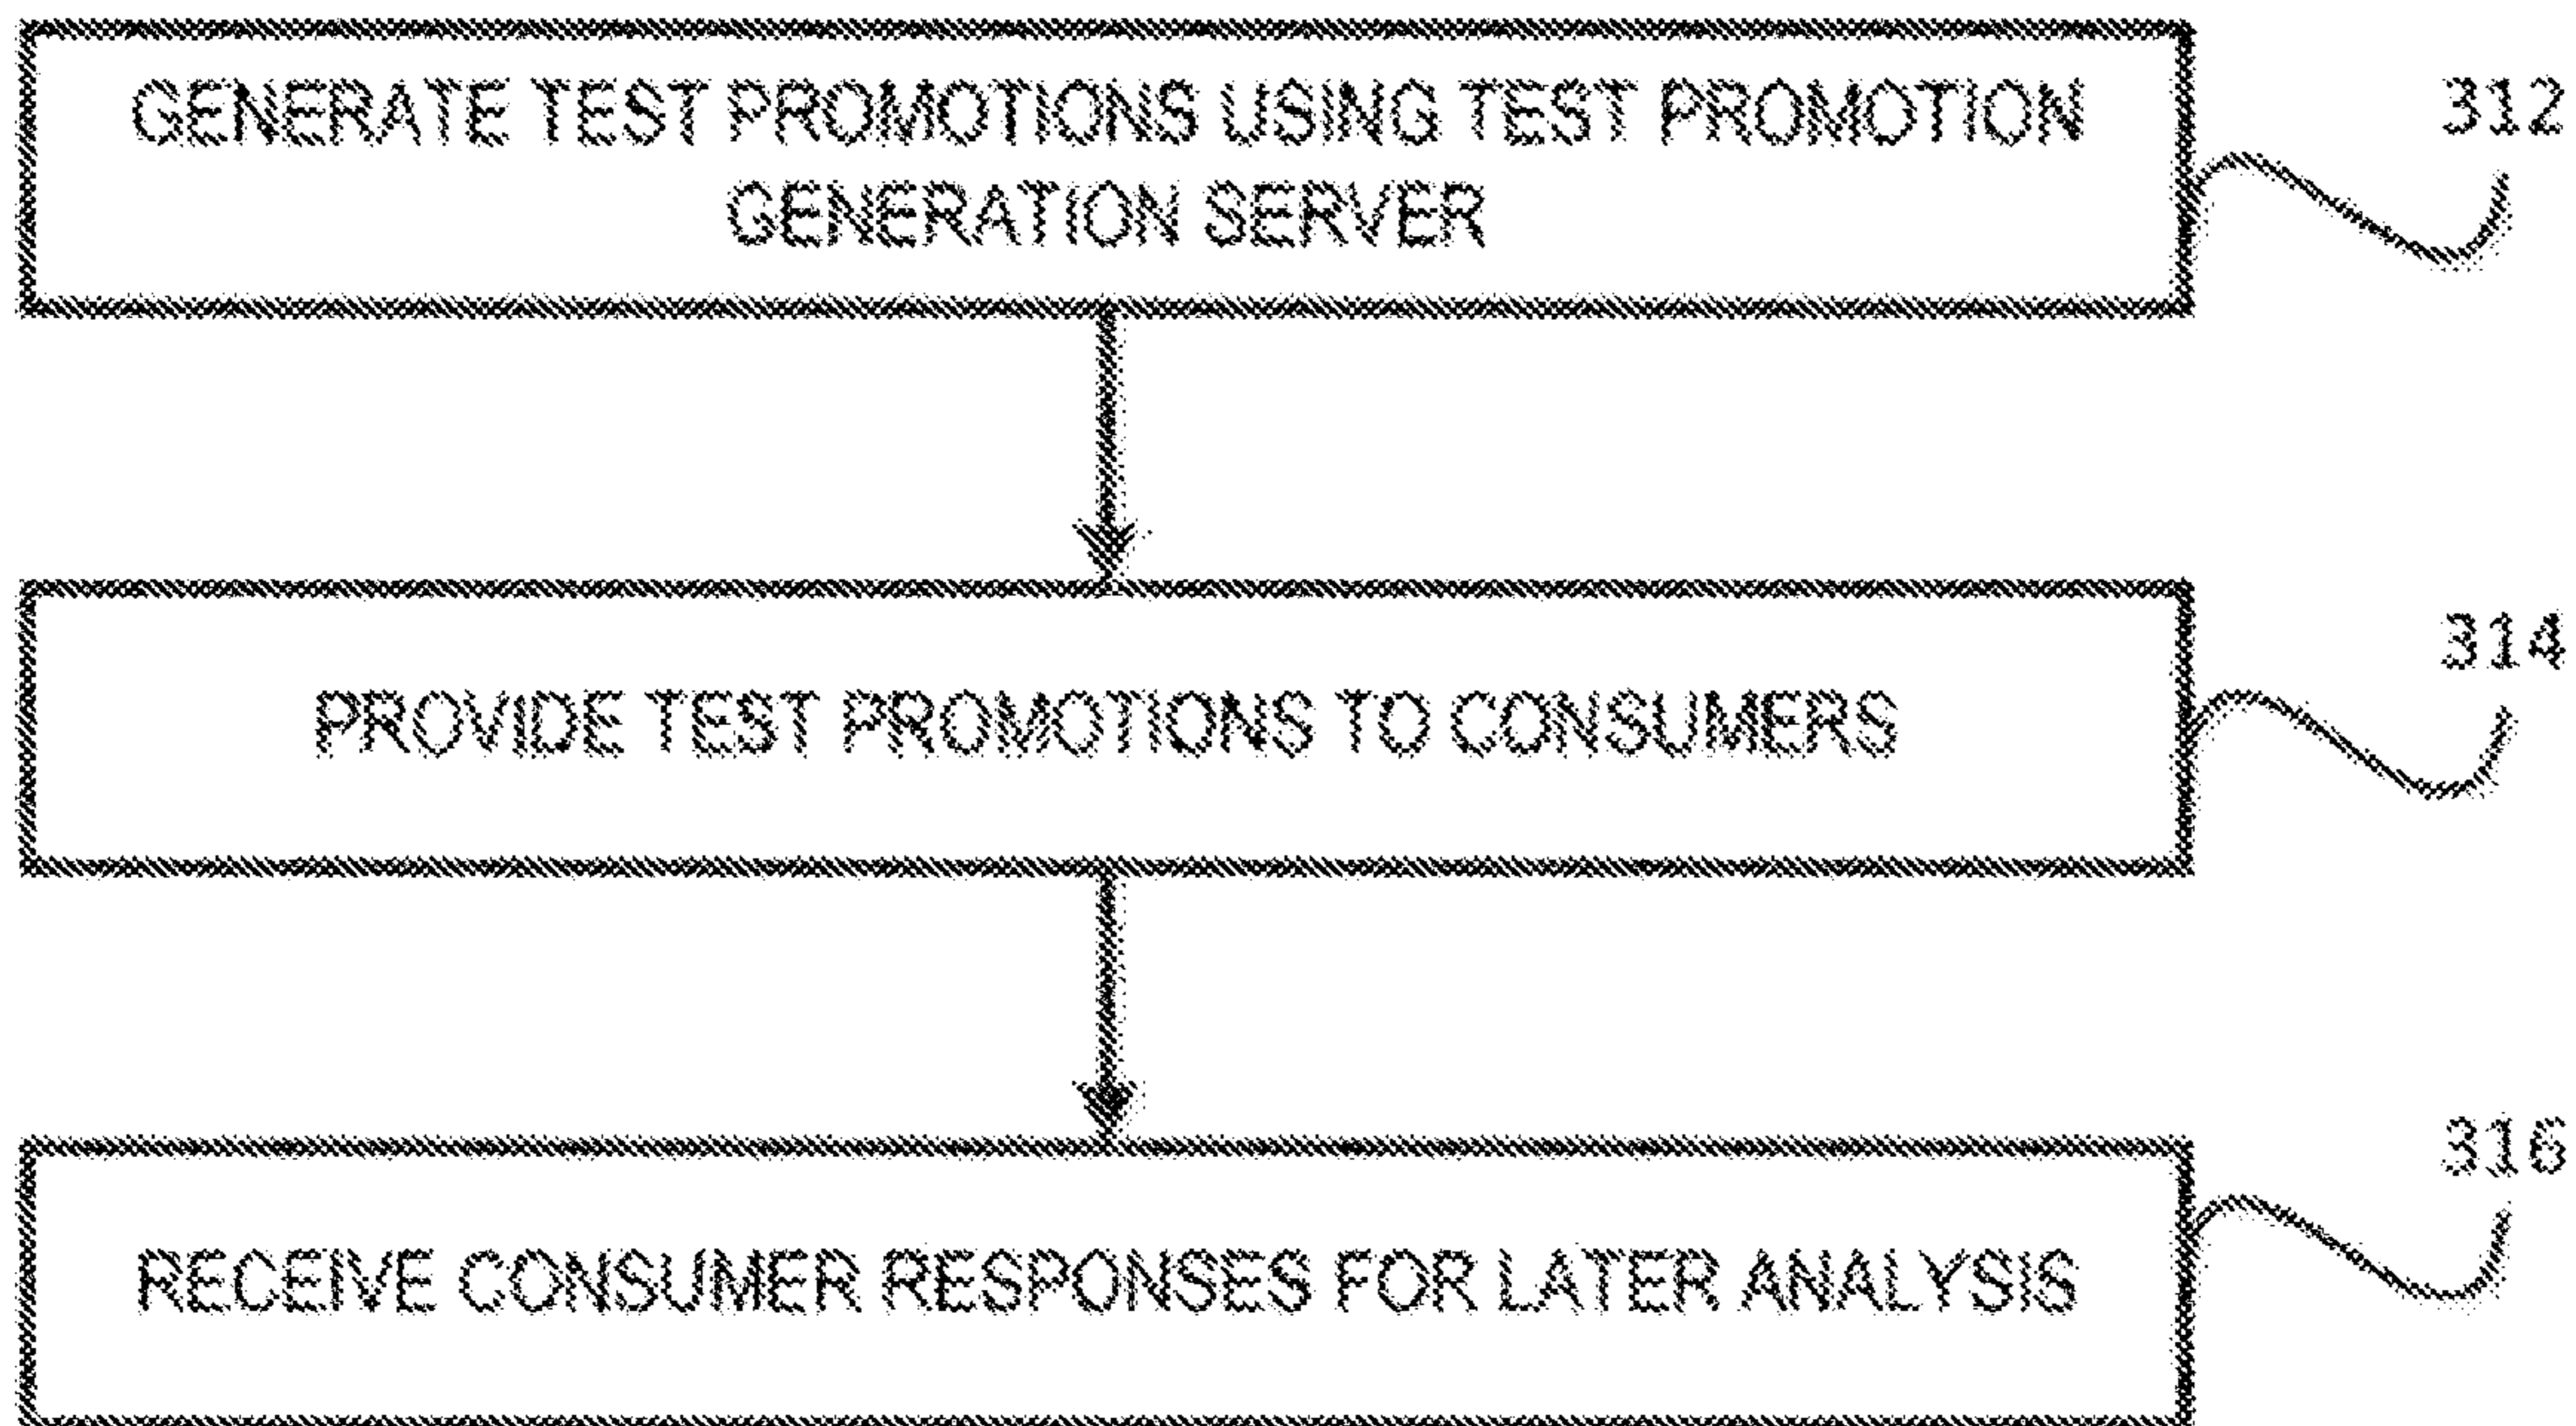 GENERATE TEST PROMOTIONS USING TEST PROMOTION
GENERATION SERVER
312
PROVIDE TEST PROMOTIONS TO CONSUMERS
314
RECEIVE CONSUMER RESPONSES FOR LATER ANALYSIS
316